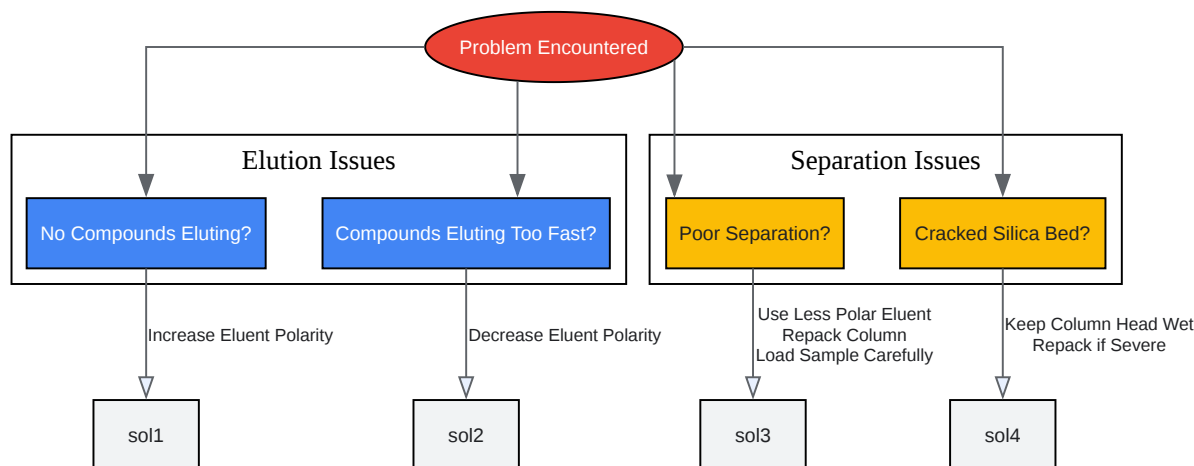 Problem Encountered
Elution Issues
Separation Issues
No Compounds Eluting?
Compounds Eluting Too Fast?
Poor Separation?
Cracked Silica Bed?
Increase Eluent Polarity
Decrease Eluent Polarity
Use Less Polar Eluent
Repack Column
Load Sample Carefully
Keep Column Head Wet
Repack if Severe
sol1
sol2
sol3
sol4